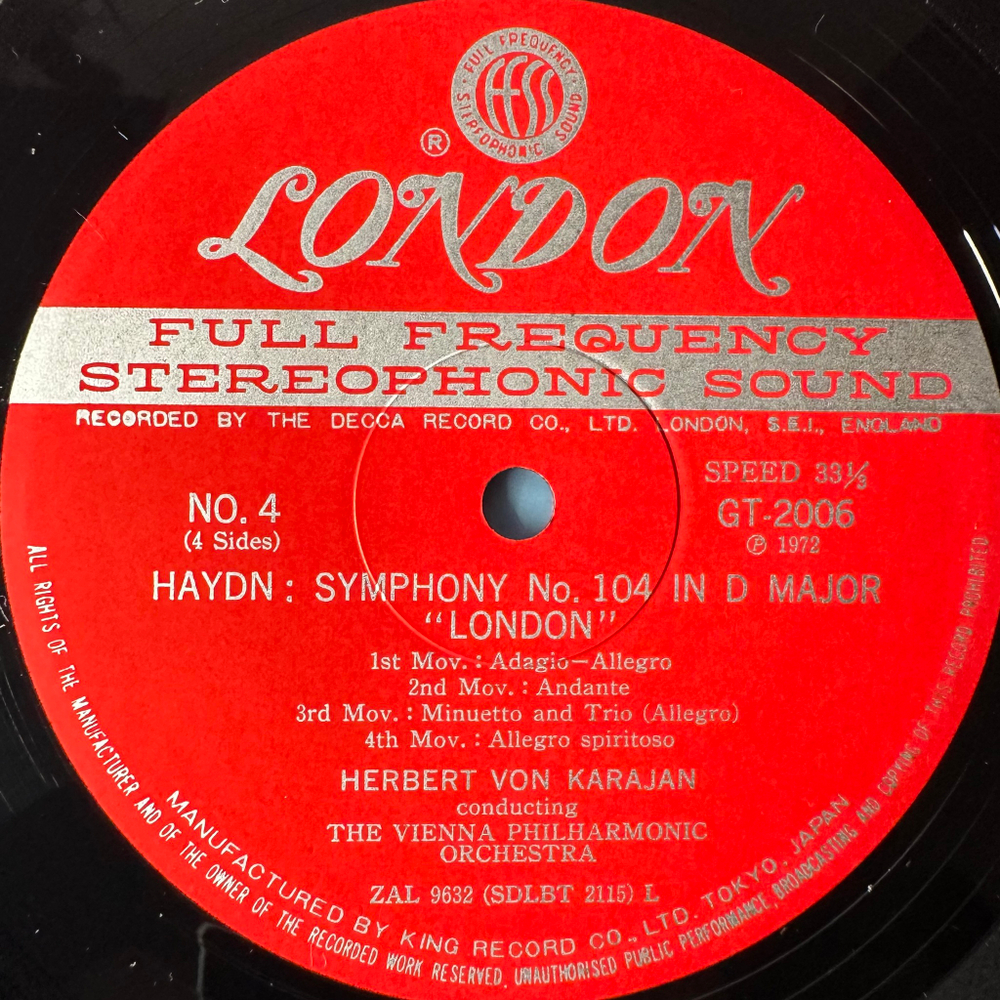 FULL FREQUENCY
STEREOPHONIC SOUND
ffss
®
LONDON
FULL FREQUENCY
STEREOPHONIC SOUND
RECORDED BY THE DECCA RECORD CO., LTD. LONDON, S.E.I., ENGLAND
SPEED 33⅓
NO. 4
GT-2006
(4 Sides)
℗ 1972
HAYDN : SYMPHONY No. 104 IN D MAJOR
“LONDON”
1st Mov. : Adagio—Allegro
2nd Mov. : Andante
3rd Mov. : Minuetto and Trio (Allegro)
4th Mov. : Allegro spiritoso
HERBERT VON KARAJAN
conducting
THE VIENNA PHILHARMONIC
ORCHESTRA
ZAL 9632 (SDLBT 2115) L
MANUFACTURED BY KING RECORD CO., LTD. TOKYO, JAPAN
ALL RIGHTS OF THE MANUFACTURER AND OF THE OWNER OF THE RECORDED WORK RESERVED. UNAUTHORISED PUBLIC PERFORMANCE, BROADCASTING AND COPYING OF THIS RECORD PROHIBITED